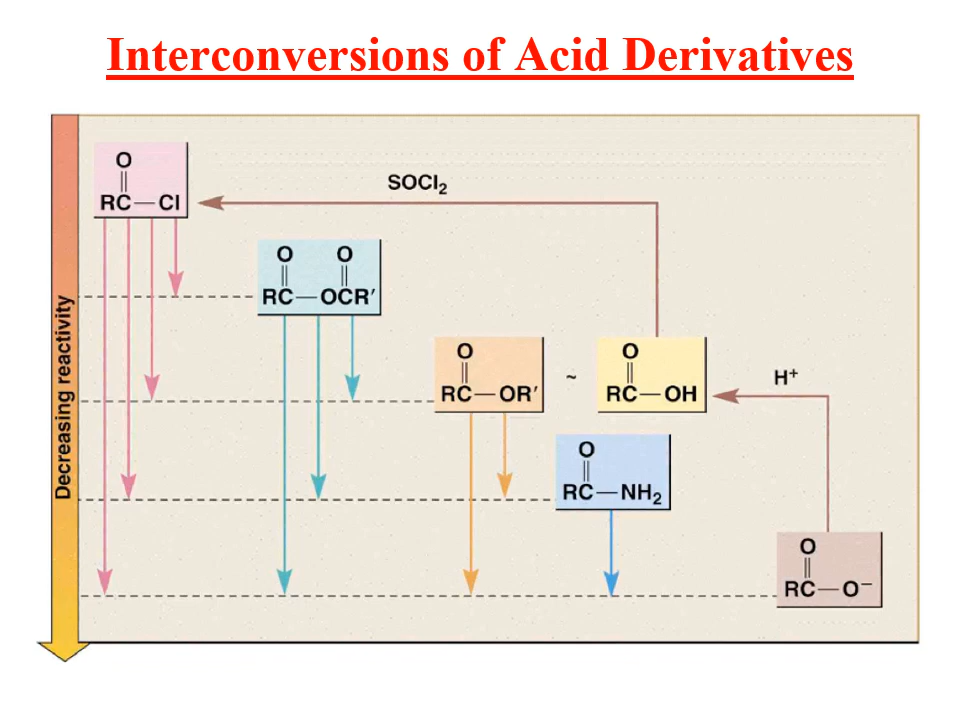 Interconversions of Acid Derivatives
O
RC — Cl
SOCl₂
O O
RC — OCR′
Decreasing reactivity
O
RC — OR′
~
O
RC — OH
H⁺
O
RC — NH₂
O
RC — O⁻